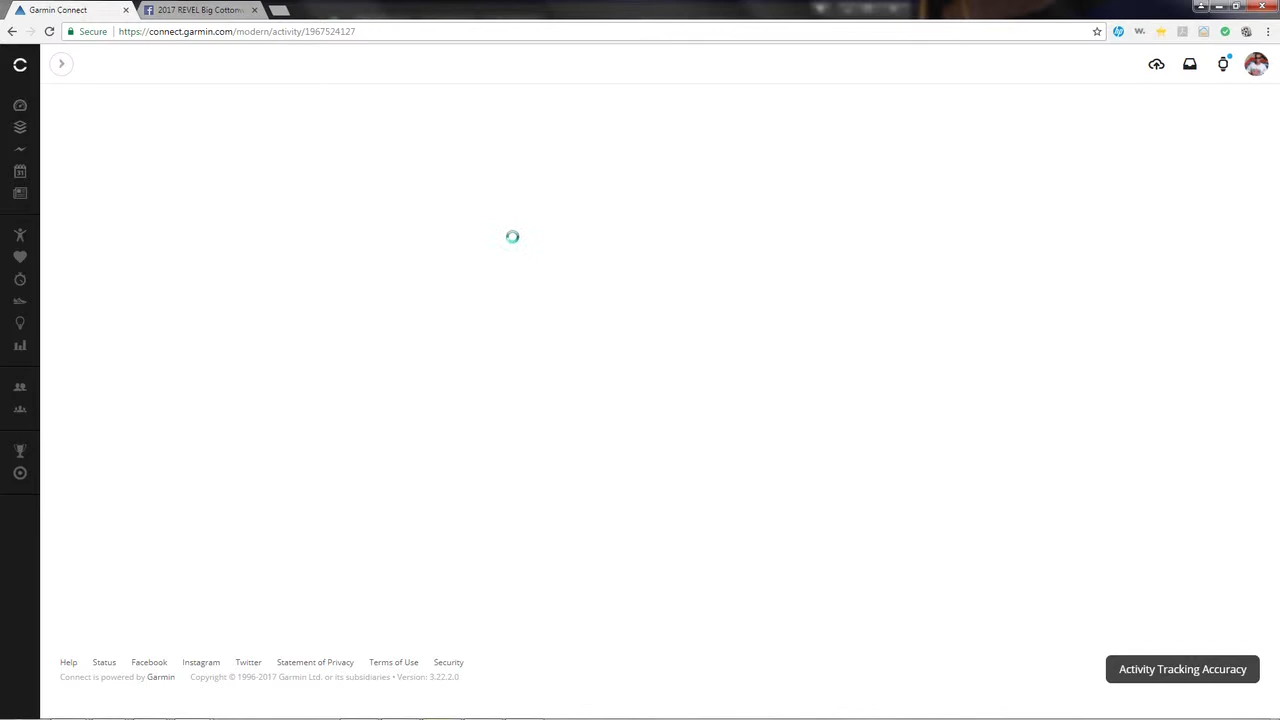 Garmin Connect
2017 REVEL Big Cottonw
Secure https://connect.garmin.com/modern/activity/1967524127
31
Help Status Facebook Instagram Twitter Statement of Privacy Terms of Use Security
Connect is powered by Garmin Copyright © 1996-2017 Garmin Ltd. or its subsidiaries • Version: 3.22.2.0
Activity Tracking Accuracy